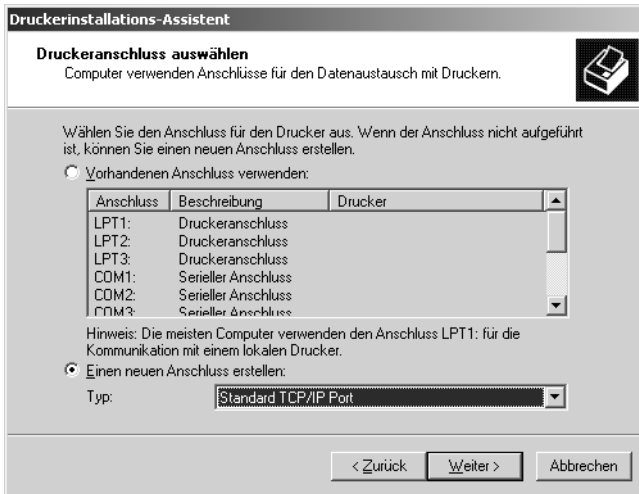 Druckerinstallations-Assistent
Druckeranschluss auswählen
Computer verwenden Anschlüsse für den Datenaustausch mit Druckern.
Wählen Sie den Anschluss für den Drucker aus. Wenn der Anschluss nicht aufgeführt
ist, können Sie einen neuen Anschluss erstellen.
Vorhandenen Anschluss verwenden:
Anschluss Beschreibung Drucker
LPT1: Druckeranschluss
LPT2: Druckeranschluss
LPT3: Druckeranschluss
COM1: Serieller Anschluss
COM2: Serieller Anschluss
COM3: Serieller Anschluss
Hinweis: Die meisten Computer verwenden den Anschluss LPT1: für die
Kommunikation mit einem lokalen Drucker.
Einen neuen Anschluss erstellen:
Typ: Standard TCP/IP Port
< Zurück Weiter > Abbrechen